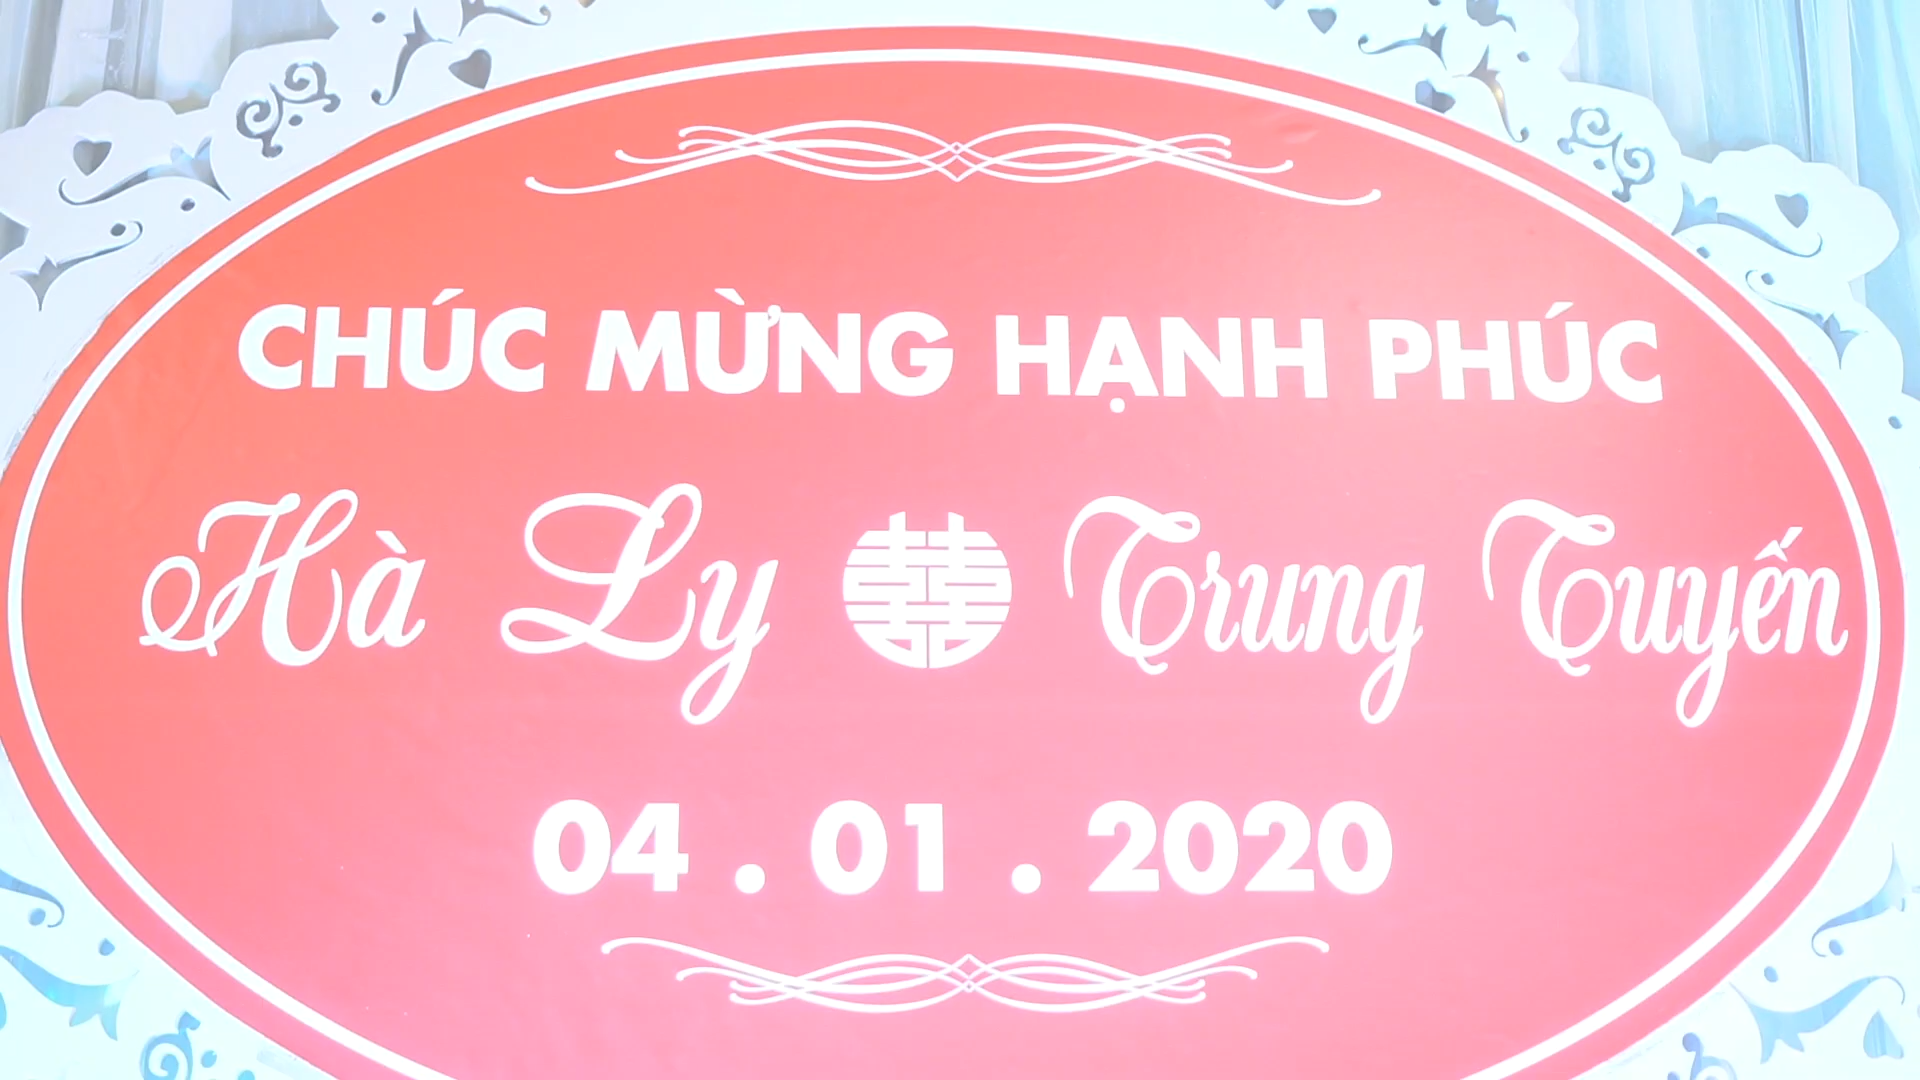 CHÚC MỪNG HẠNH PHÚC
Hà Ly 囍 Trung Tuyến
04 . 01 . 2020